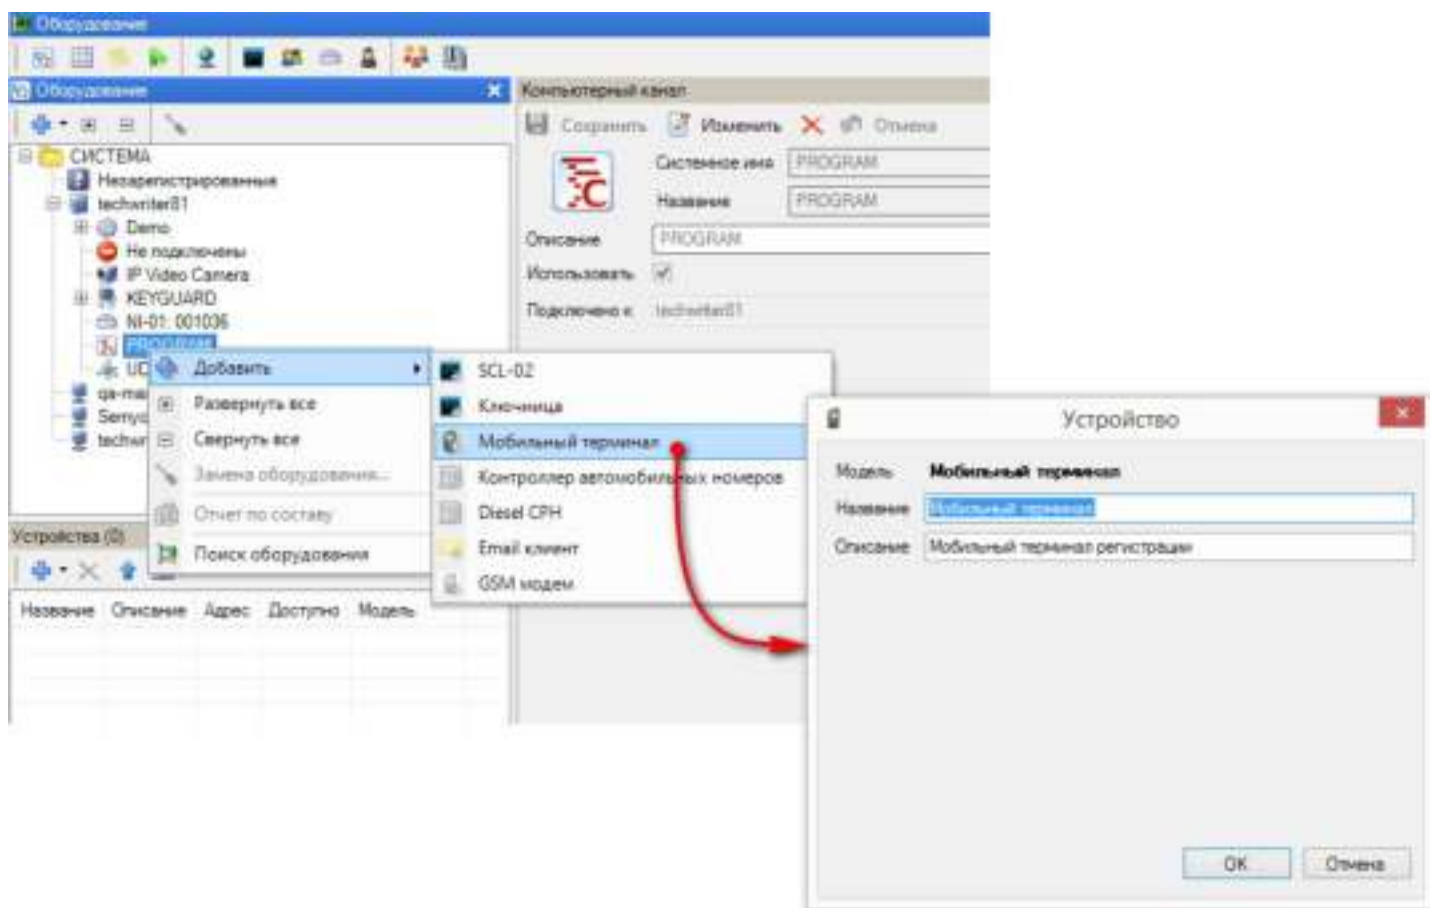 Оборудование
Оборудование
СИСТЕМА
Незарегистрированные
techwriter81
Demo
Не подключены
IP Video Camera
KEYGUARD
NI-01: 001036
PROGRAM
Компьютерный канал
Сохранить Изменить Отмена
Системное имя PROGRAM
Название PROGRAM
Описание PROGRAM
Использовать
Подключено к techwriter81
Добавить
Развернуть все
Свернуть все
Замена оборудования...
Отчет по составу
Поиск оборудования
SCL-02
Ключница
Мобильный терминал
Контроллер автомобильных номеров
Diesel CPH
Email клиент
GSM модем
Устройства (0)
Название Описание Адрес Доступно Модель
Устройство
Модель Мобильный терминал
Название Мобильный терминал
Описание Мобильный терминал регистрации
OK Отмена